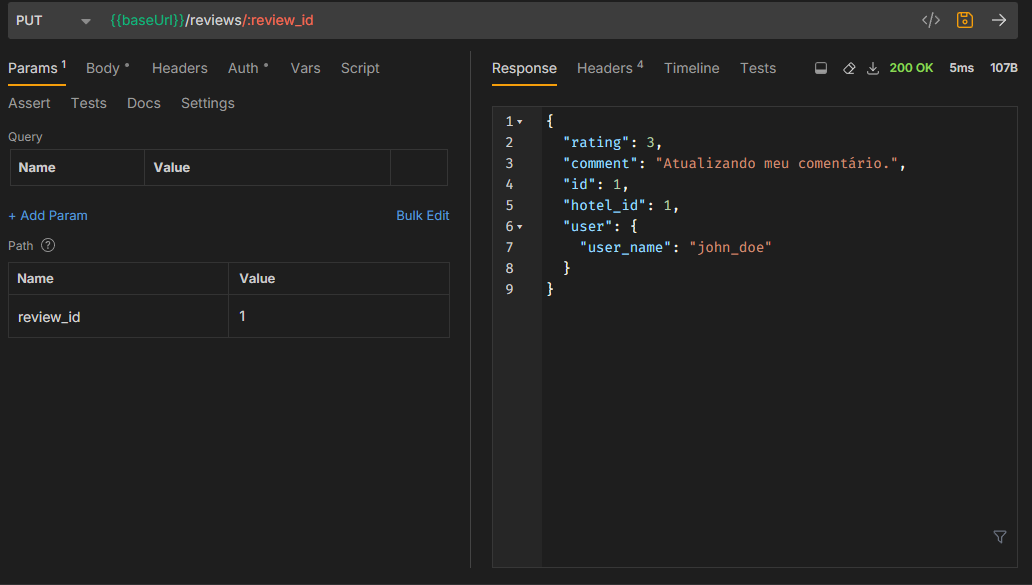 PUT {{baseUrl}}/reviews/:review_id </>
Params 1 Body Headers Auth Vars Script
Assert Tests Docs Settings
Query
Name Value
+ Add Param Bulk Edit
Path ?
Name Value
review_id 1
Response Headers 4 Timeline Tests 200 OK 5ms 107B
1 {
2 "rating": 3,
3 "comment": "Atualizando meu comentário.",
4 "id": 1,
5 "hotel_id": 1,
6 "user": {
7 "user_name": "john_doe"
8 }
9 }